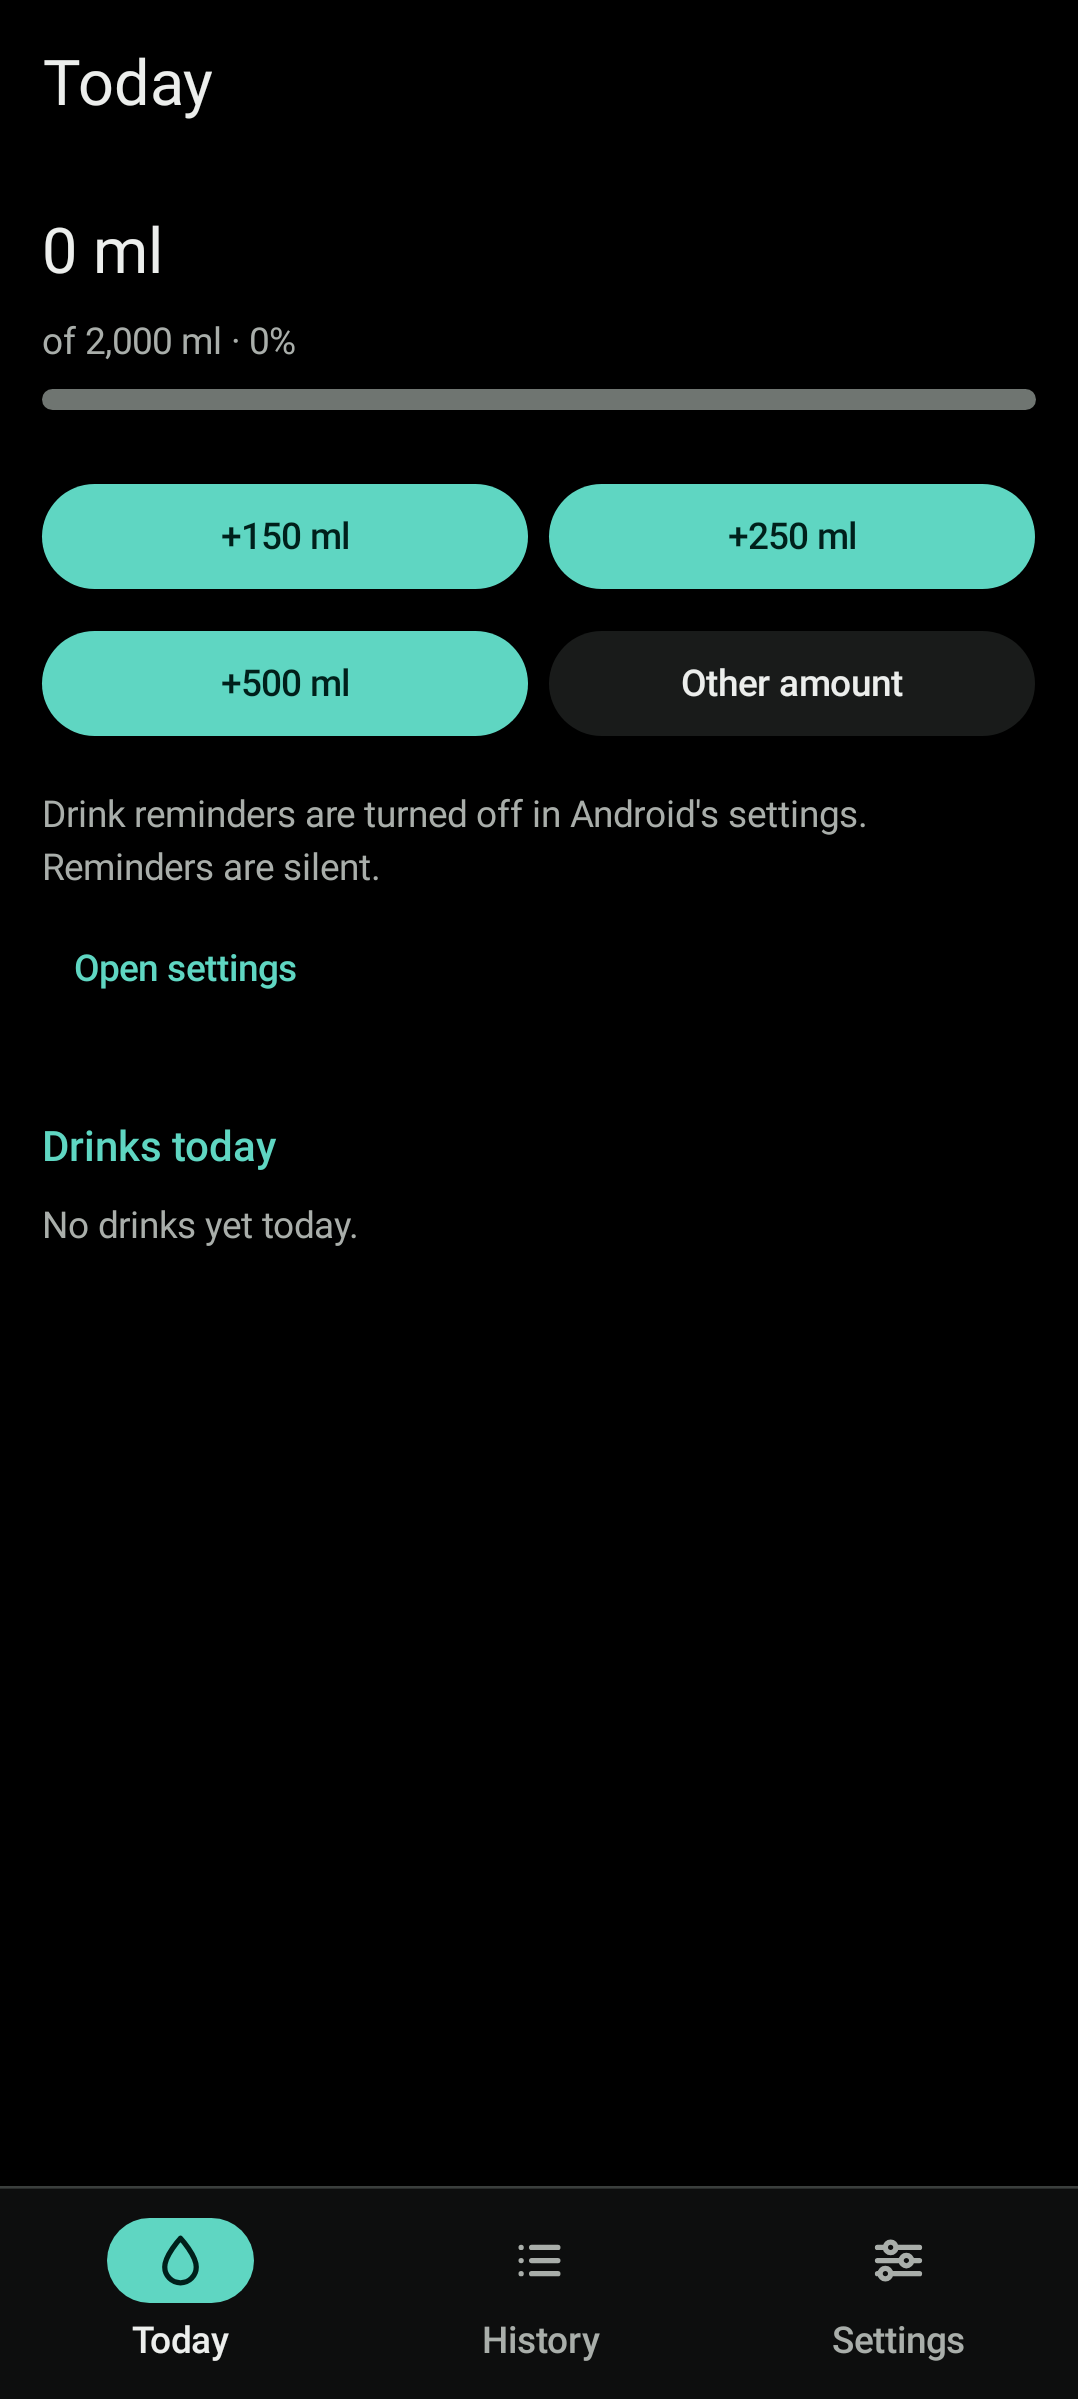 Today
0 ml
of 2,000 ml · 0%
+150 ml
+250 ml
+500 ml
Other amount
Drink reminders are turned off in Android's settings.
Reminders are silent.
Open settings
Drinks today
No drinks yet today.
Today
History
Settings